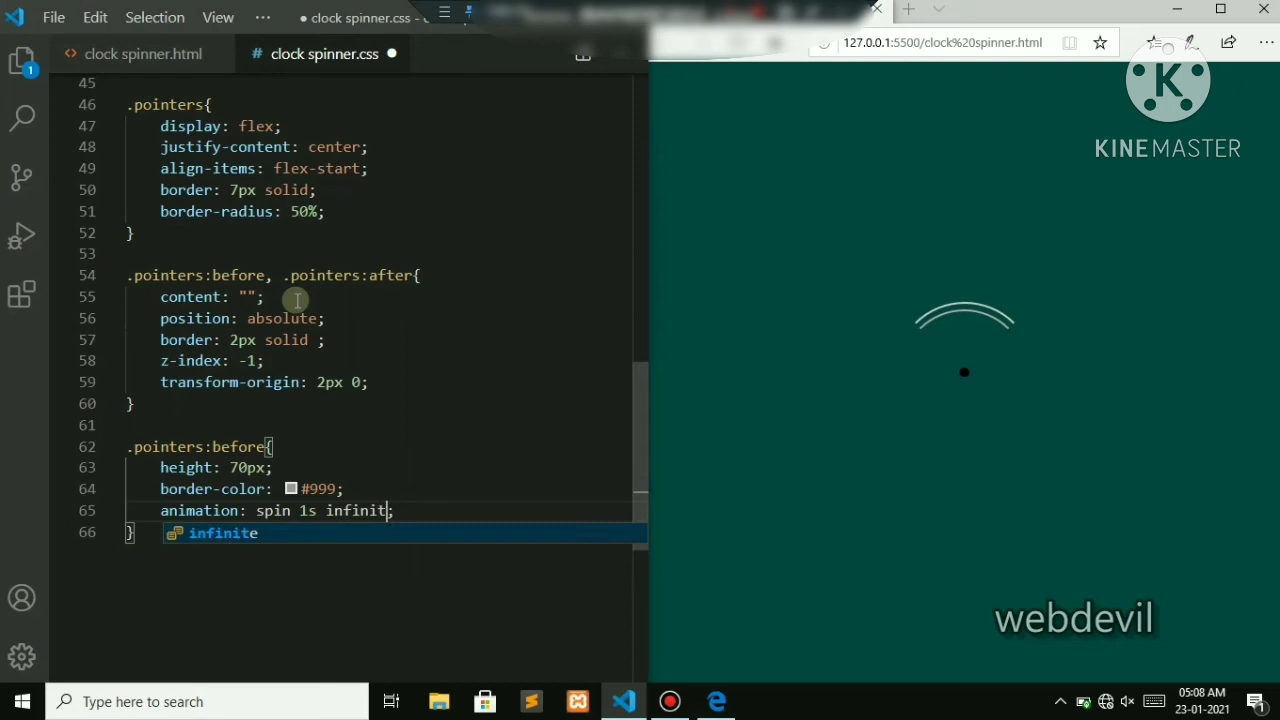 File Edit Selection View ··· ● clock spinner.css -
<> clock spinner.html # clock spinner.css ●
127.0.0.1:5500/clock%20spinner.html
K
KINEMASTER
45
46 .pointers{
47 display: flex;
48 justify-content: center;
49 align-items: flex-start;
50 border: 7px solid;
51 border-radius: 50%;
52 }
53
54 .pointers:before, .pointers:after{
55 content: "";
56 position: absolute;
57 border: 2px solid ;
58 z-index: -1;
59 transform-origin: 2px 0;
60 }
61
62 .pointers:before{
63 height: 70px;
64 border-color: #999;
65 animation: spin 1s infinit;
66 }
infinite
1
webdevil
Type here to search
05:08 AM
23-01-2021
1